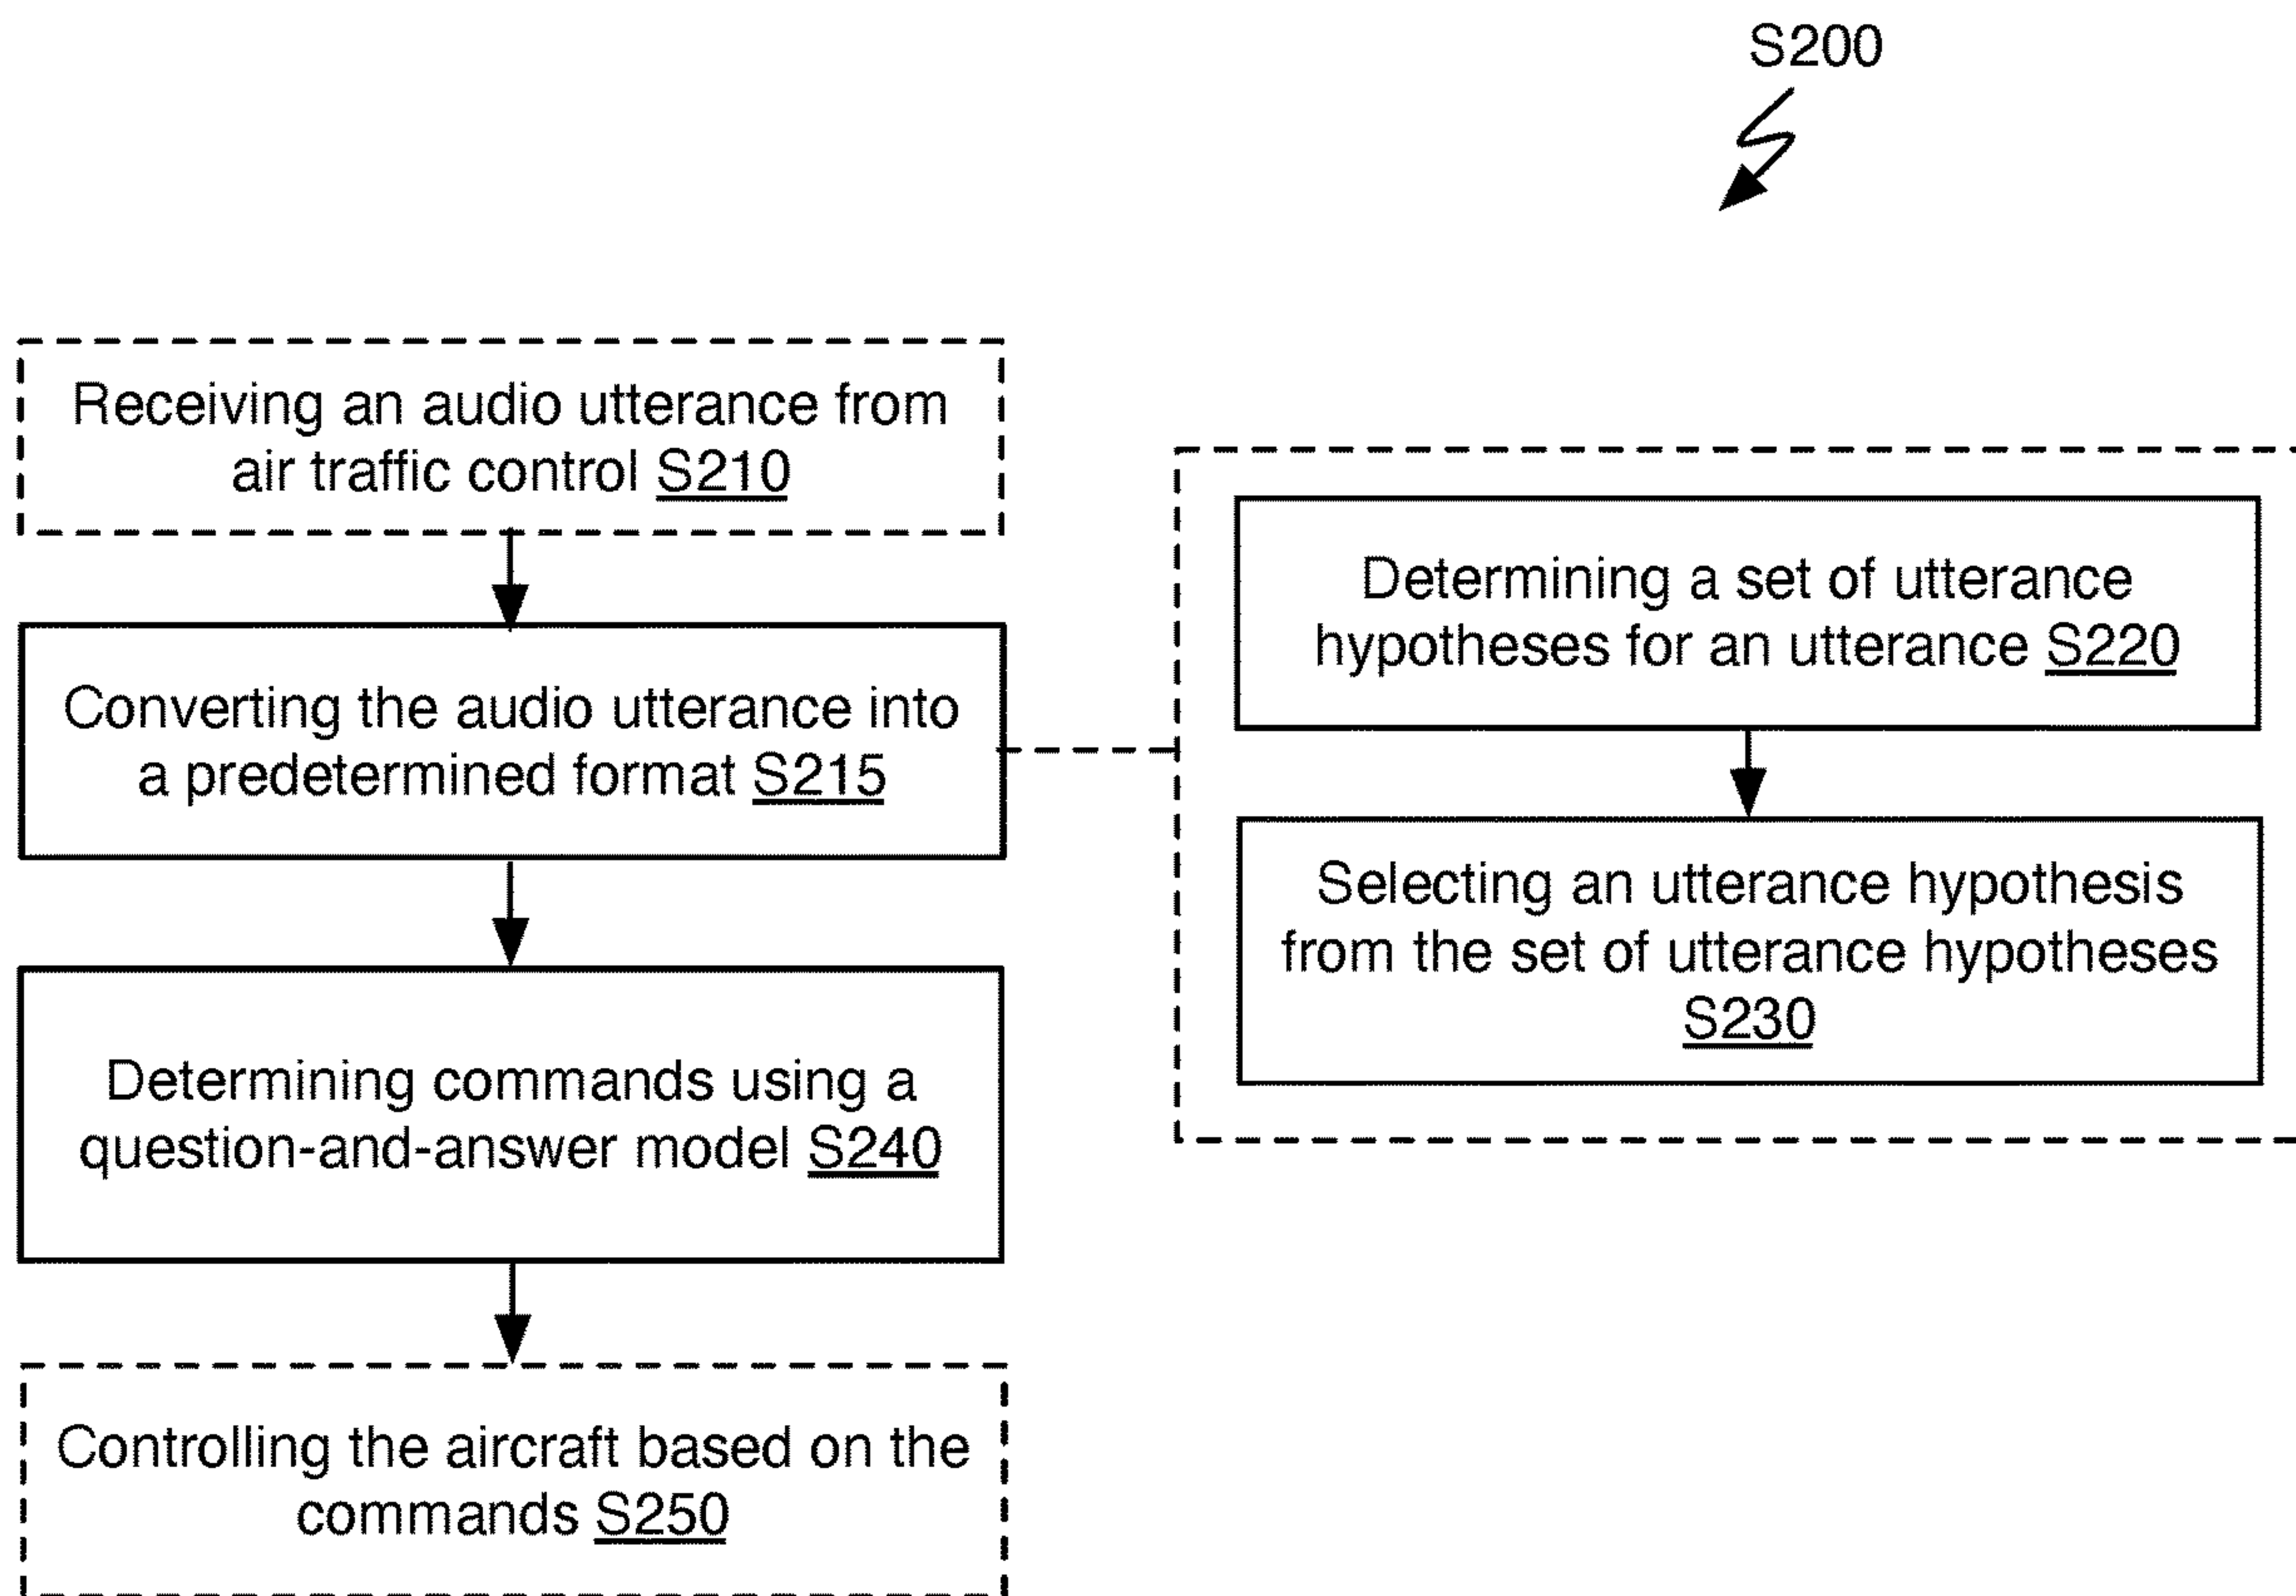 S200
Receiving an audio utterance from
air traffic control S210
Converting the audio utterance into
a predetermined format S215
Determining commands using a
question-and-answer model S240
Controlling the aircraft based on the
commands S250
Determining a set of utterance
hypotheses for an utterance S220
Selecting an utterance hypothesis
from the set of utterance hypotheses
S230